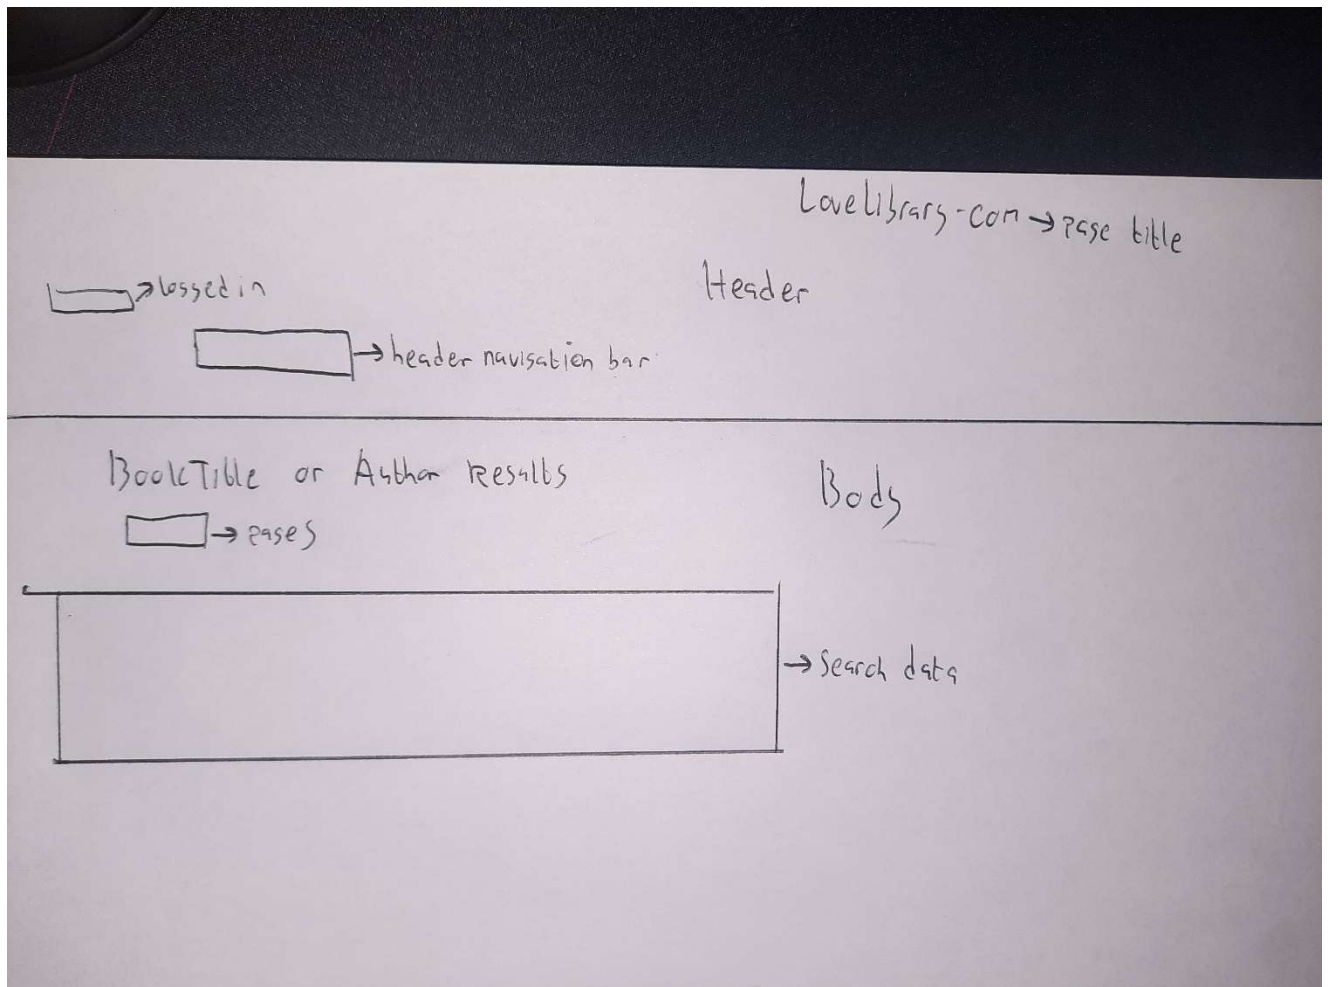 LoveLibrary-com → page title
Header
→ logged in
→ header navigation bar
BookTitle or Author Results
Body
→ pages
→ Search data